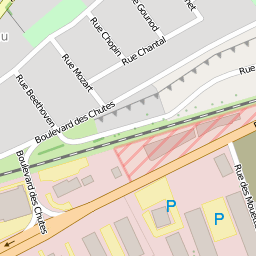 u
Rue Chopin
Rue Gounod
net
Rue Chantal
Rue Mozart
Rue
Rue Beethoven
Boulevard des Chutes
Boulevard des Chutes
Rue des Mouettes
P
P